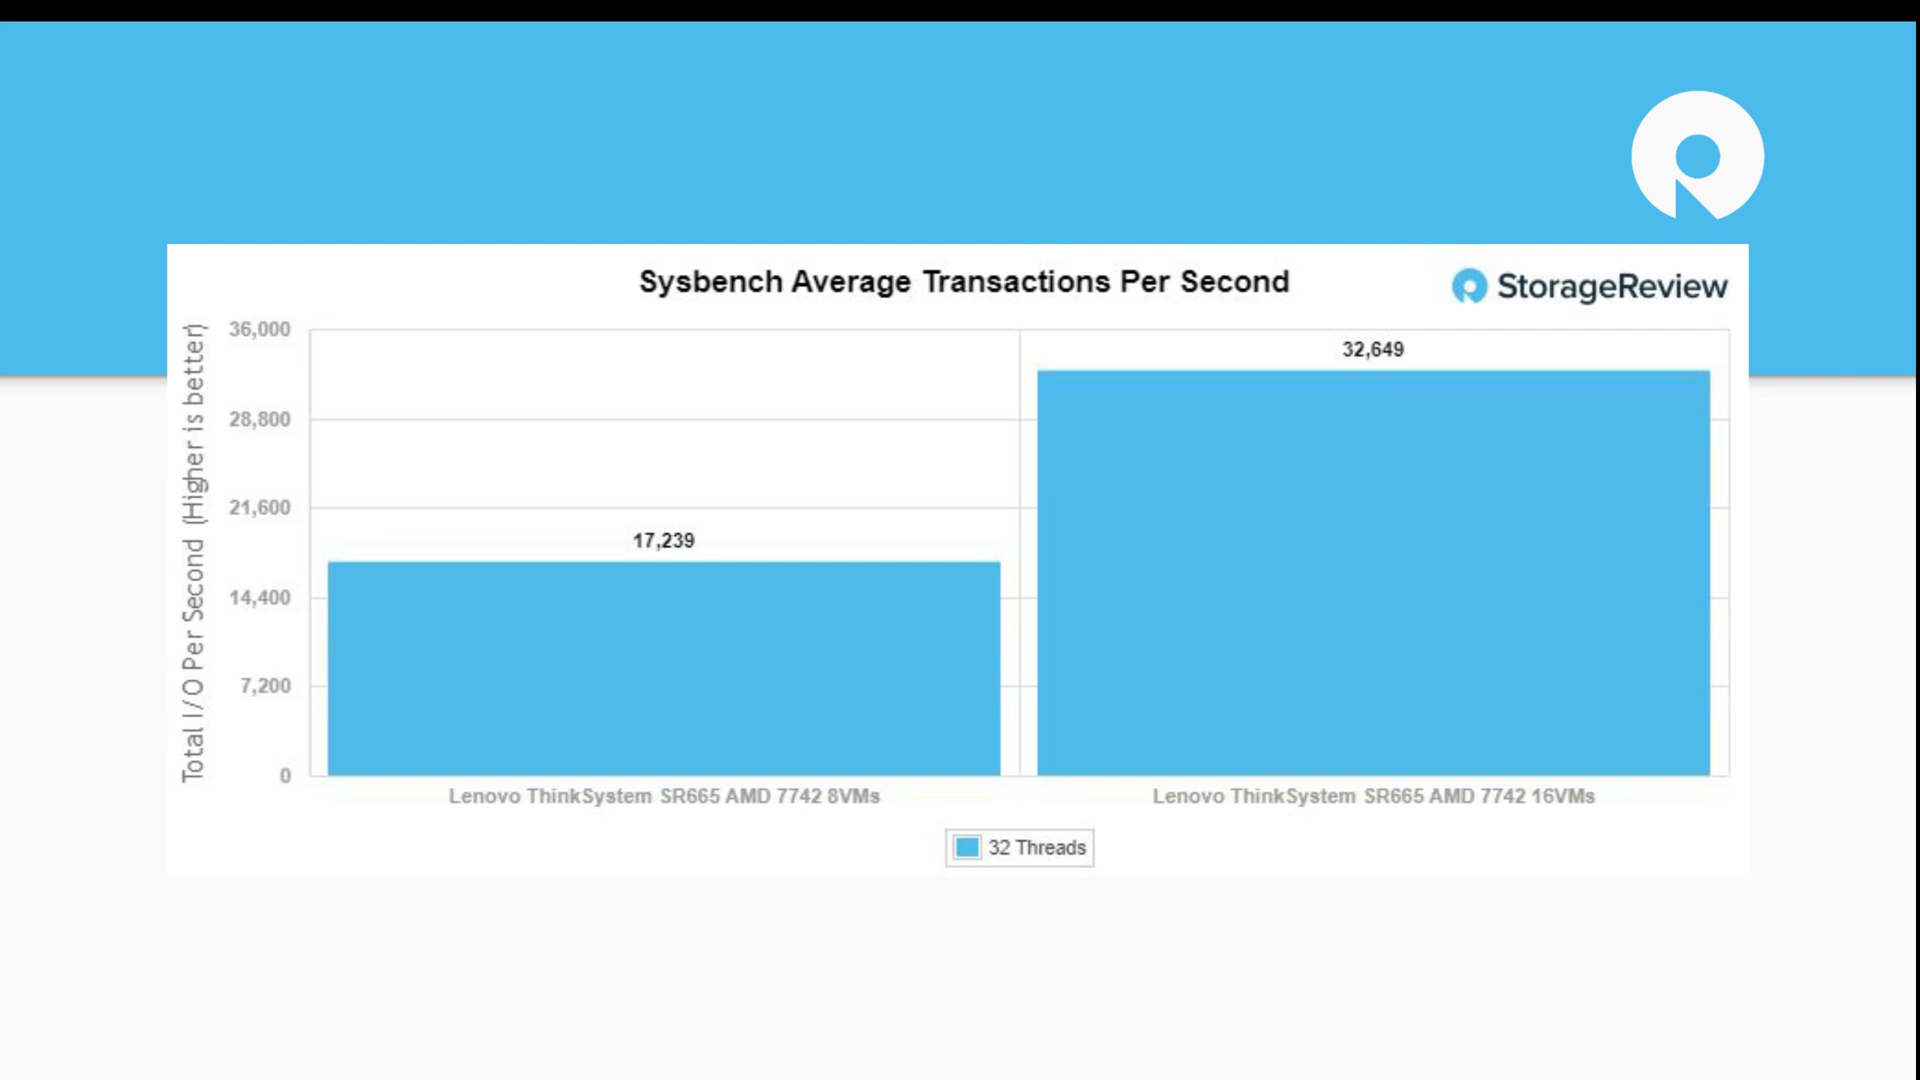 Sysbench Average Transactions Per Second
StorageReview
Total I/O Per Second (Higher is better)
36,000
28,800
21,600
14,400
7,200
0
17,239
32,649
Lenovo ThinkSystem SR665 AMD 7742 8VMs
Lenovo ThinkSystem SR665 AMD 7742 16VMs
32 Threads